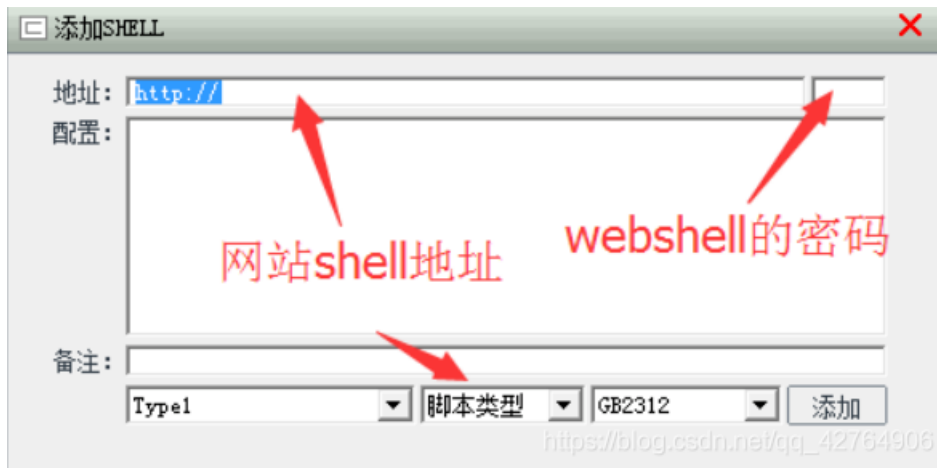 添加SHELL
地址： http://
配置：
webshell的密码
网站shell地址
备注：
Type1 脚本类型 GB2312 添加
https://blog.csdn.net/qq_42764906